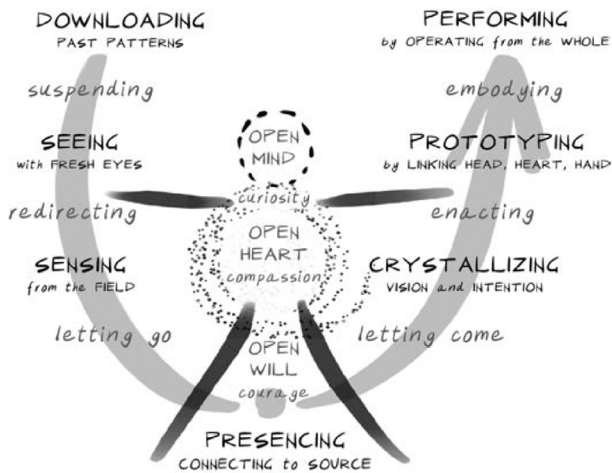 DOWNLOADING
PAST PATTERNS
suspending
SEEING
with FRESH EYES
redirecting
SENSING
from the FIELD
letting go
OPEN
MIND
curiosity
OPEN
HEART
compassion
OPEN
WILL
courage
PRESENCING
CONNECTING to SOURCE
PERFORMING
by OPERATING from the WHOLE
embodying
PROTOTYPING
by LINKING HEAD, HEART, HAND
enacting
CRYSTALLIZING
VISION and INTENTION
letting come